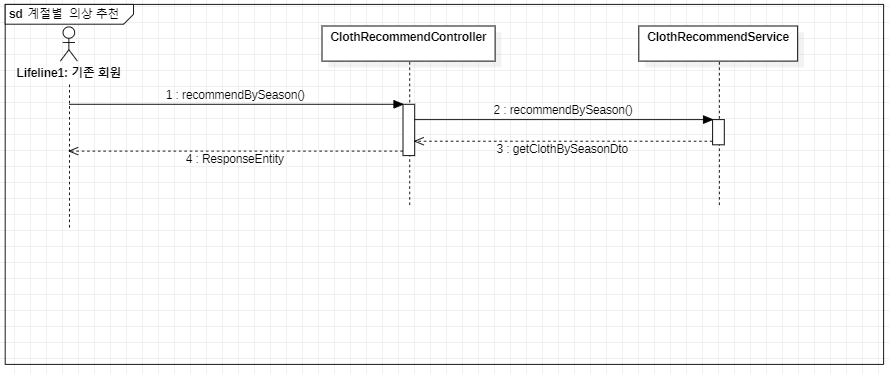 sd 계절별 의상 추천
ClothRecommendController
ClothRecommendService
Lifeline1: 기존 회원
1 : recommendBySeason()
2 : recommendBySeason()
3 : getClothBySeasonDto
4 : ResponseEntity